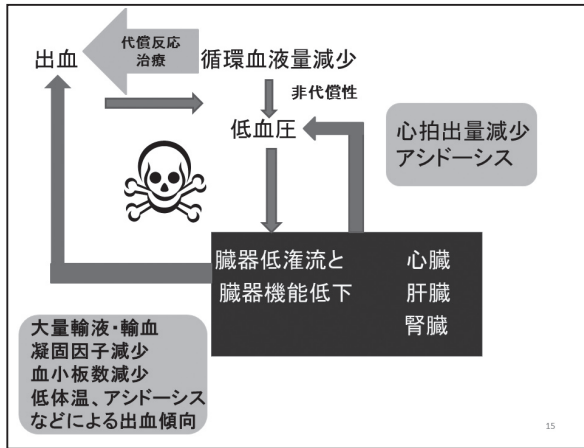 代償反応
治療
出血
循環血液量減少
非代償性
低血圧
心拍出量減少
アシドーシス
臓器低潅流と
臓器機能低下
心臓
肝臓
腎臓
大量輸液・輸血
凝固因子減少
血小板数減少
低体温、アシドーシス
などによる出血傾向
15